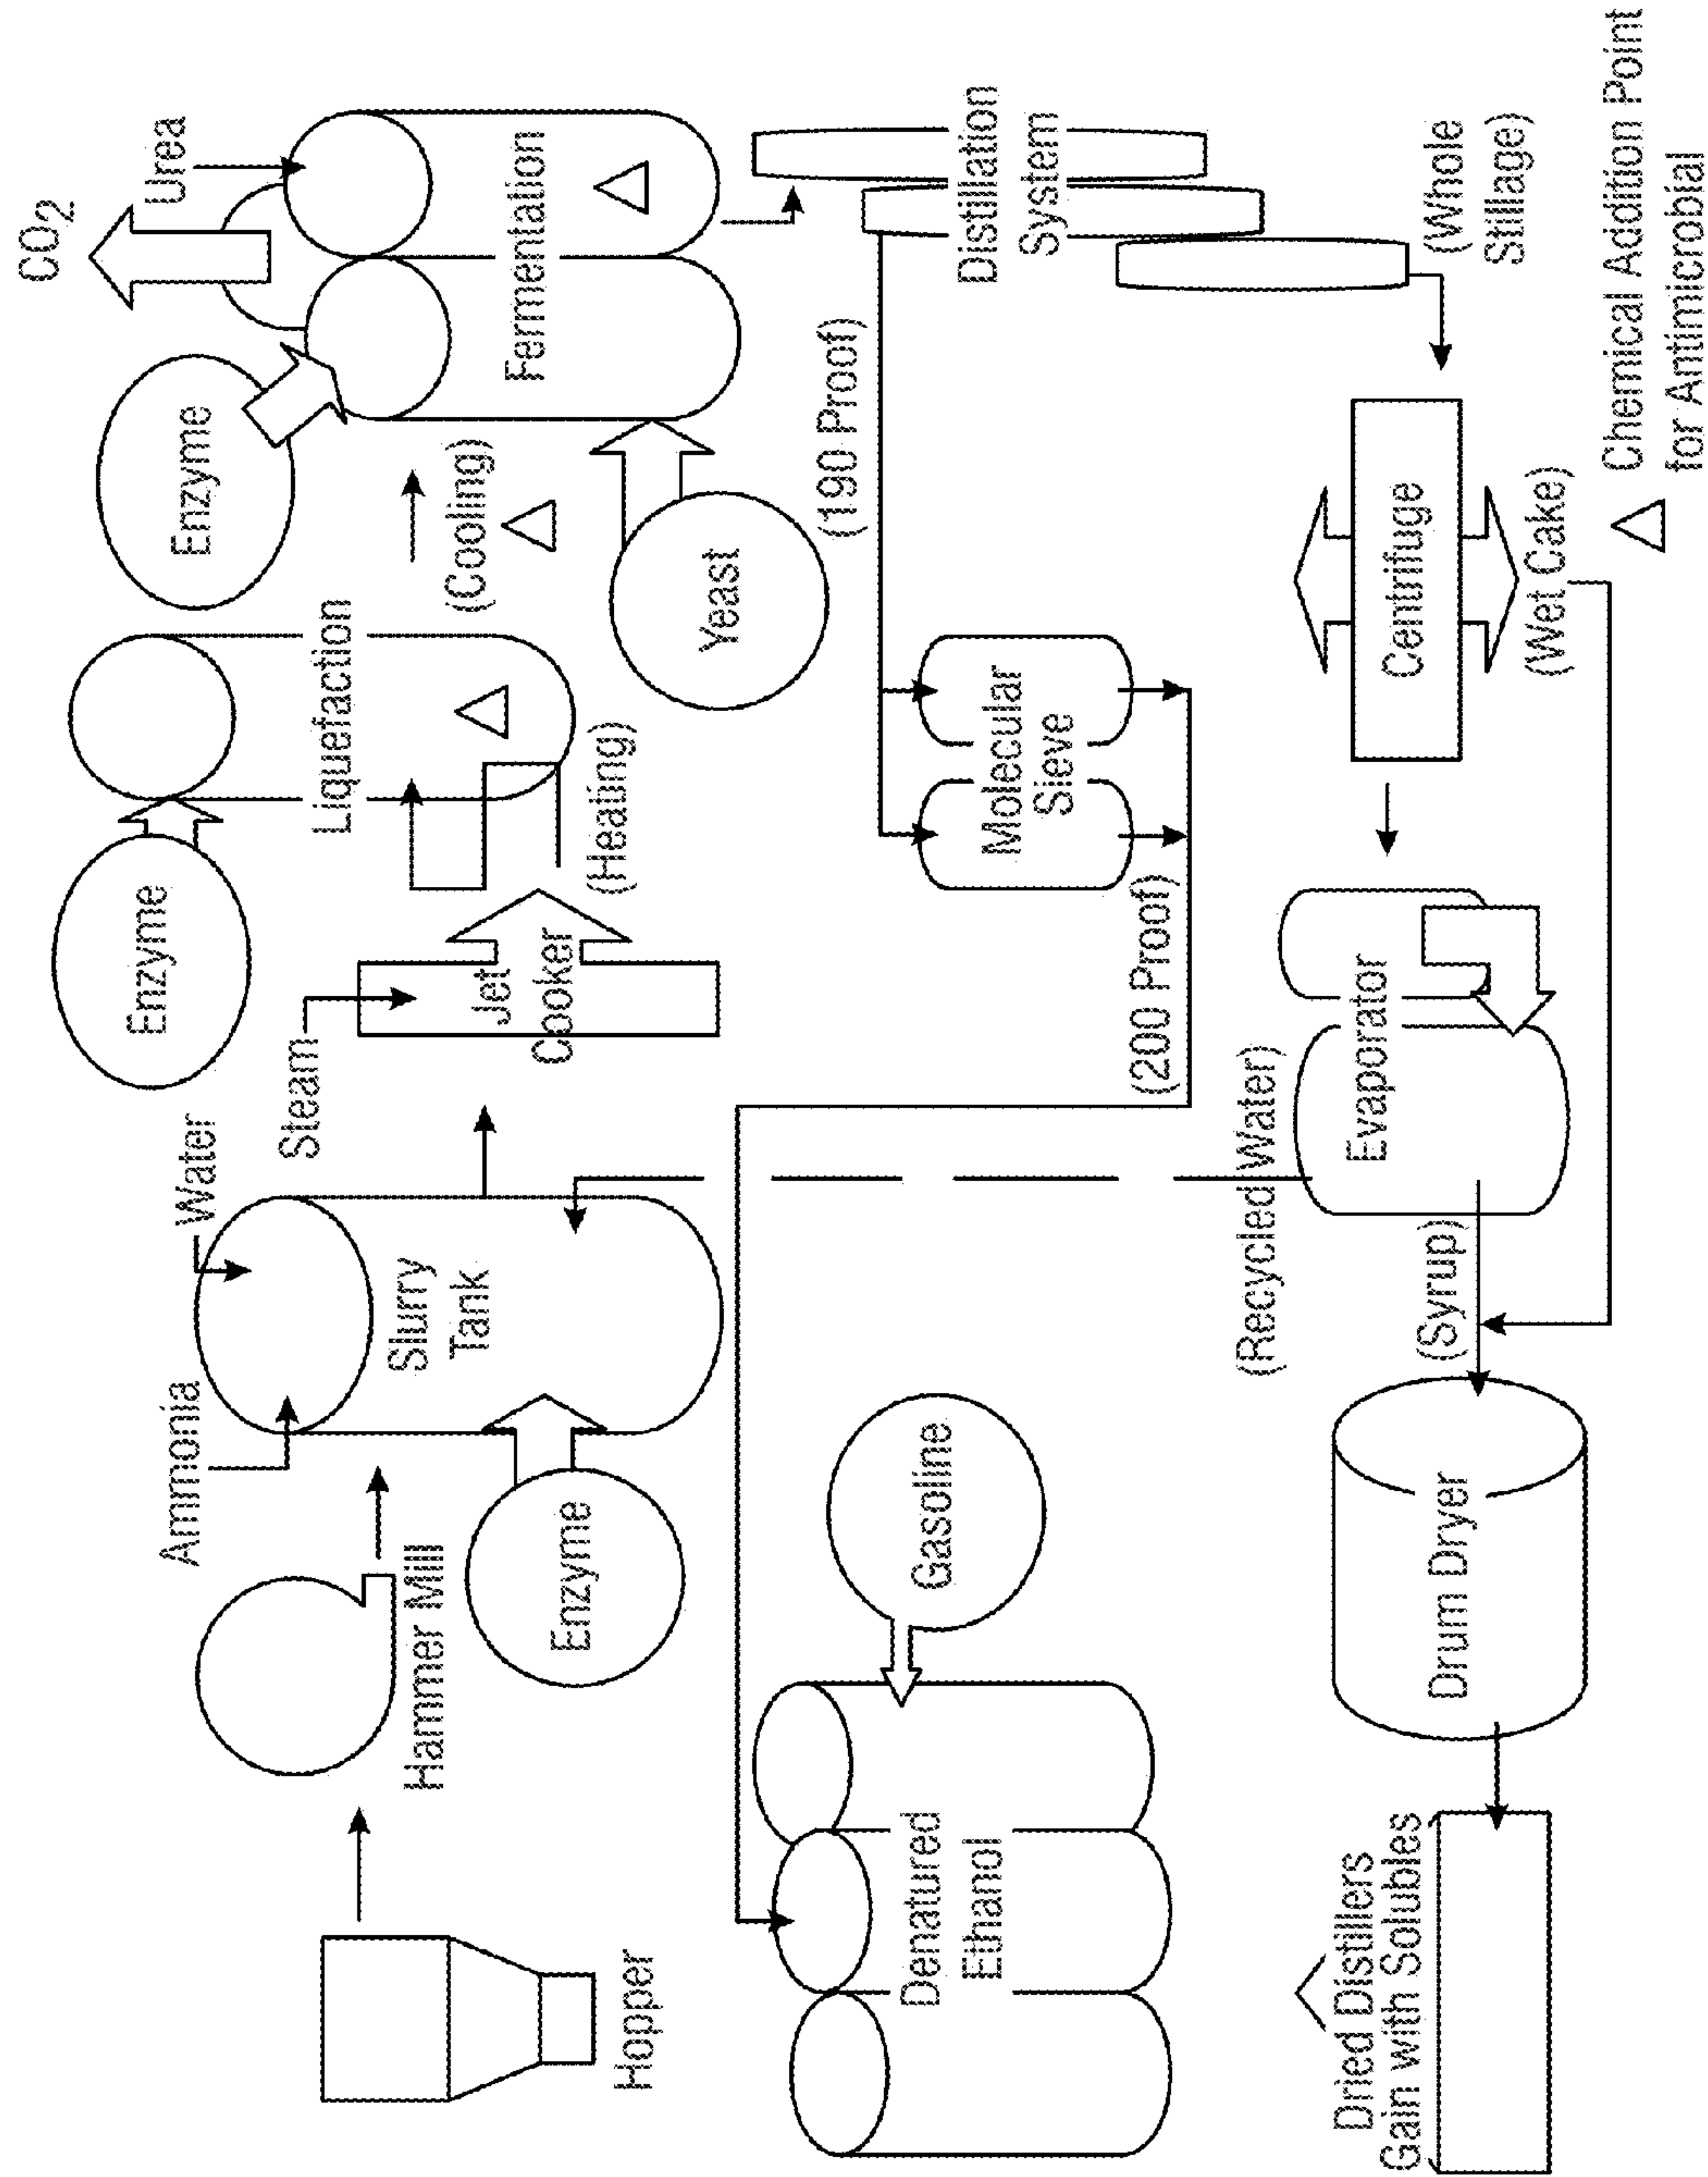 Hopper
Hammer Mill
Ammonia
Water
Slurry
Tank
Enzyme
Steam
Jet
Cooker
(Heating)
Enzyme
Liquefaction
(Cooling)
Enzyme
Yeast
CO2
Urea
Fermentation
Distillation
System
(190 Proof)
Molecular
Sieve
(200 Proof)
Gasoline
Denatured
Ethanol
(Whole
Stillage)
Centrifuge
(Wet Cake)
Evaporator
(Recycled Water)
(Syrup)
Drum Dryer
Dried Distillers
Gain with Solubles
Chemical Addition Point
for Antimicrobial